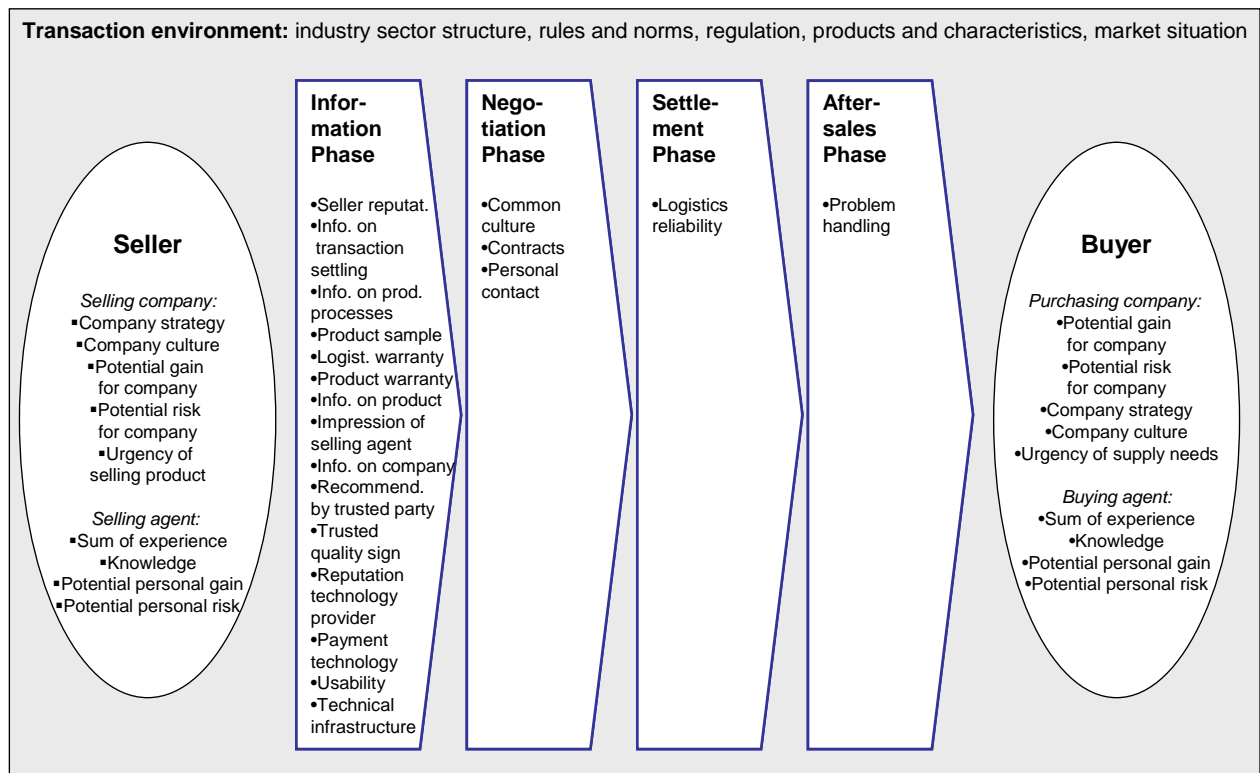 Transaction environment: industry sector structure, rules and norms, regulation, products and characteristics, market situation
Seller
Selling company:
▪Company strategy
▪Company culture
▪Potential gain
for company
▪Potential risk
for company
▪Urgency of
selling product
Selling agent:
▪Sum of experience
▪Knowledge
▪Potential personal gain
▪Potential personal risk
Infor-
mation
Phase
•Seller reputat.
•Info. on
transaction
settling
•Info. on prod.
processes
•Product sample
•Logist. warranty
•Product warranty
•Info. on product
•Impression of
selling agent
•Info. on company
•Recommend.
by trusted party
•Trusted
quality sign
•Reputation
technology
provider
•Payment
technology
•Usability
•Technical
infrastructure
Nego-
tiation
Phase
•Common
culture
•Contracts
•Personal
contact
Settle-
ment
Phase
•Logistics
reliability
After-
sales
Phase
•Problem
handling
Buyer
Purchasing company:
•Potential gain
for company
•Potential risk
for company
•Company strategy
•Company culture
•Urgency of supply needs
Buying agent:
•Sum of experience
•Knowledge
•Potential personal gain
•Potential personal risk